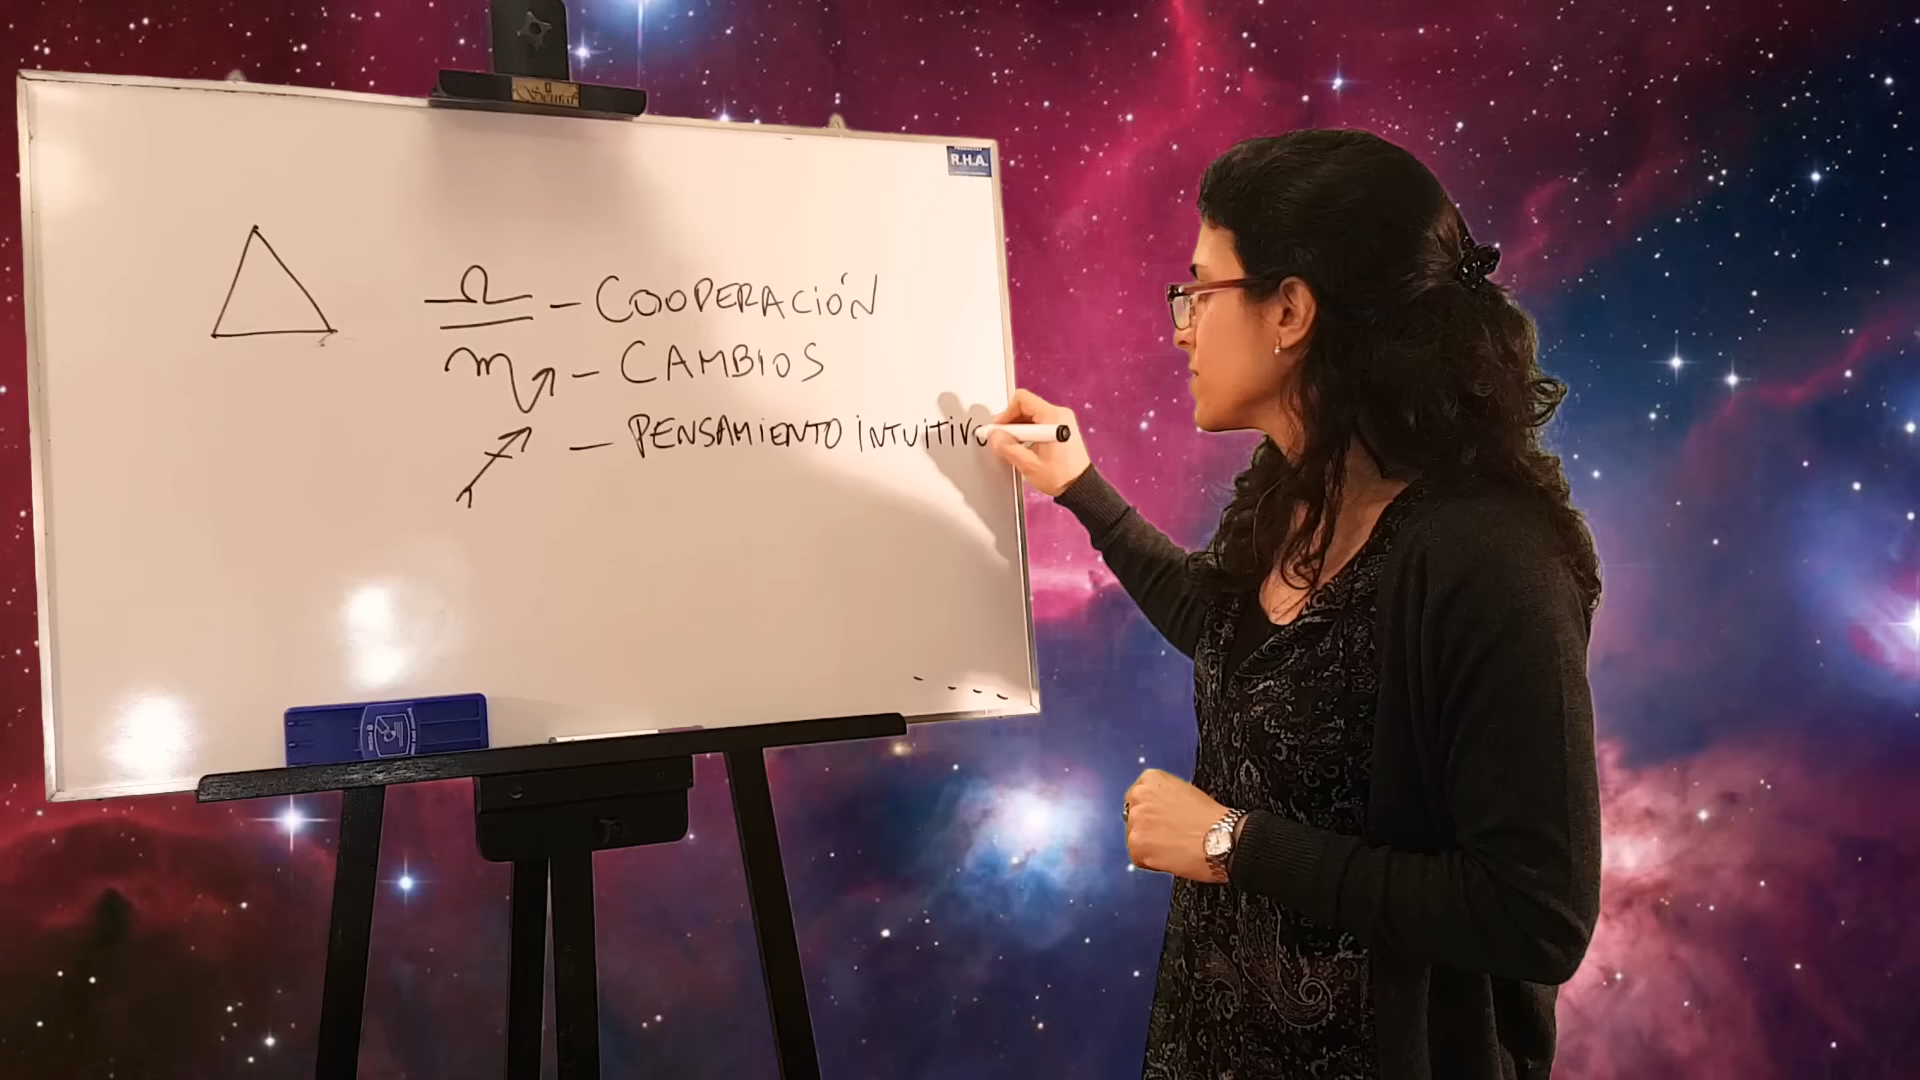 R.H.A.
♎ - COOPERACIÓN
♏ - CAMBIOS
♐ - PENSAMIENTO INTUITIVO